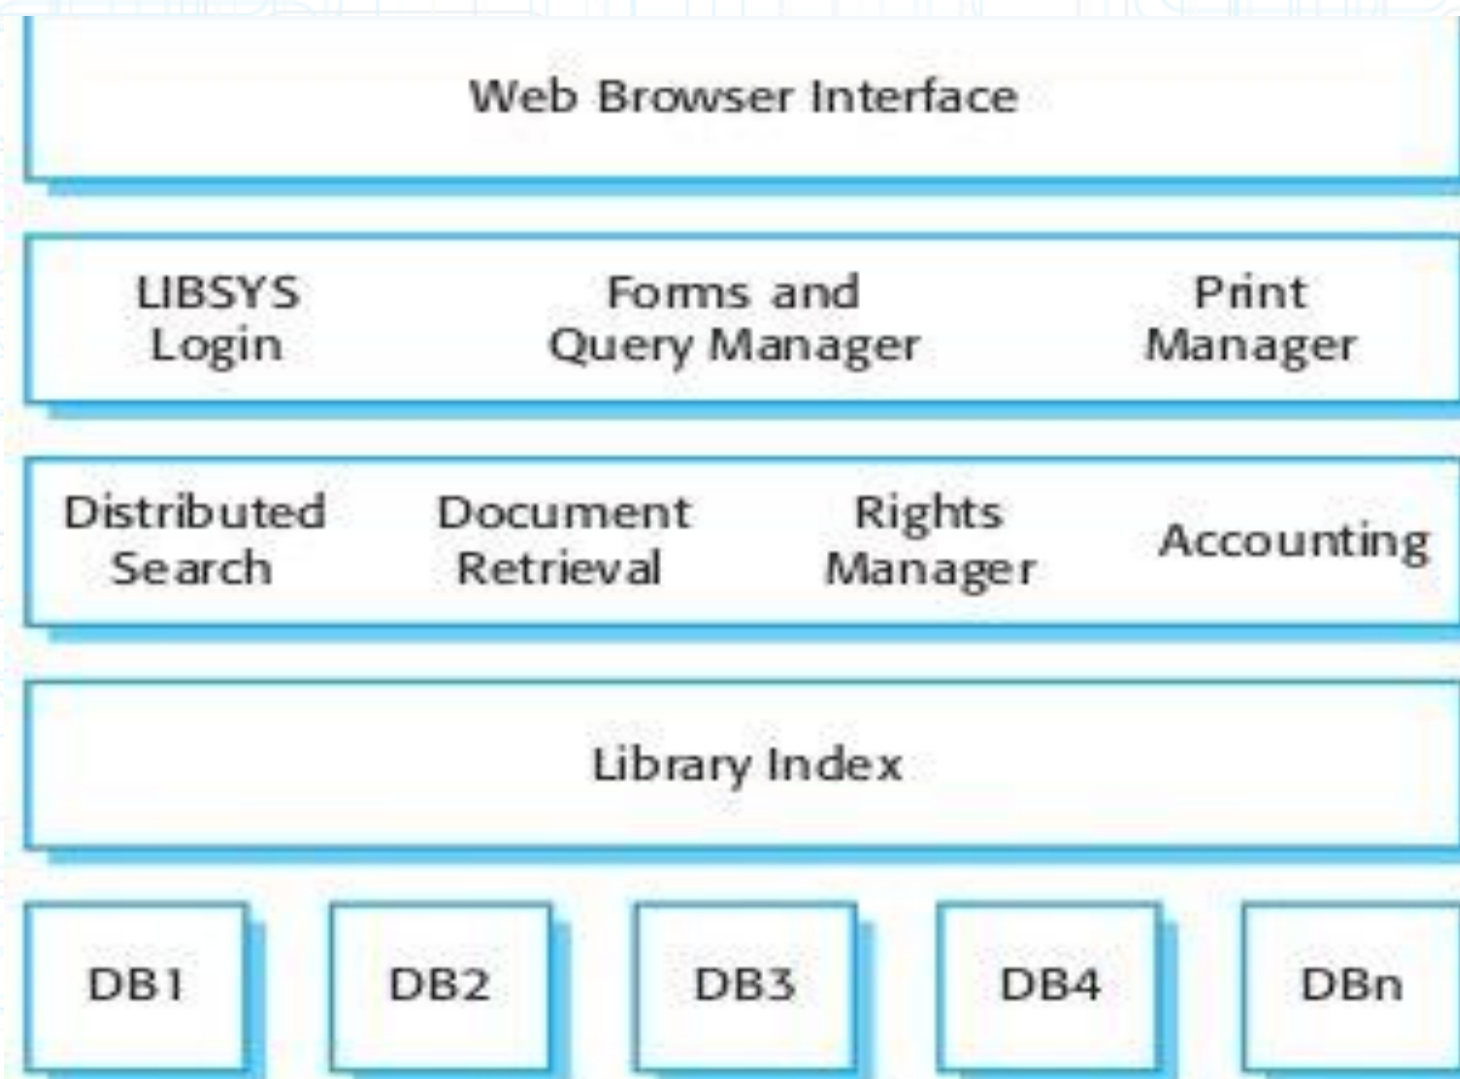 Web Browser Interface
LIBSYS
Login
Forms and
Query Manager
Print
Manager
Distributed
Search
Document
Retrieval
Rights
Manager
Accounting
Library Index
DB1
DB2
DB3
DB4
DBn